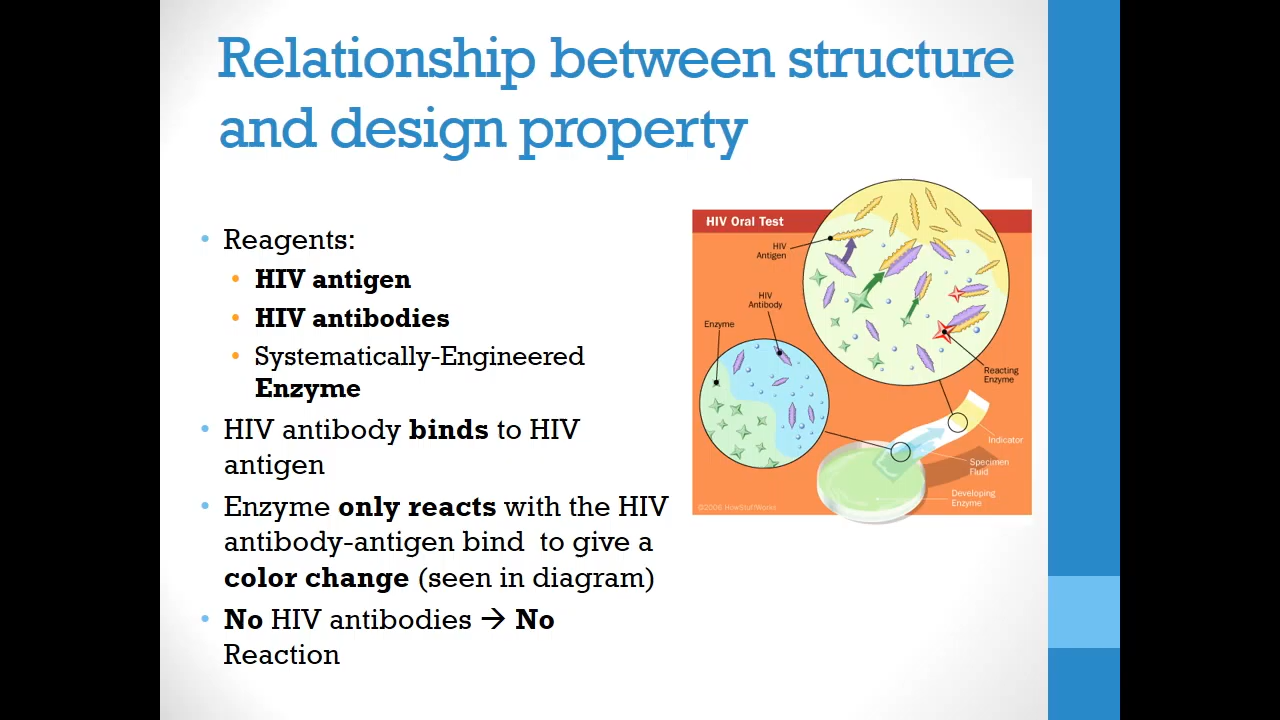 Relationship between structure
and design property
• Reagents:
• HIV antigen
• HIV antibodies
• Systematically-Engineered
Enzyme
• HIV antibody binds to HIV
antigen
• Enzyme only reacts with the HIV
antibody-antigen bind to give a
color change (seen in diagram)
• No HIV antibodies → No
Reaction
HIV Oral Test
HIV
Antigen
HIV
Antibody
Enzyme
Reacting
Enzyme
Indicator
Specimen
Fluid
Developing
Enzyme
©2006 HowStuffWorks